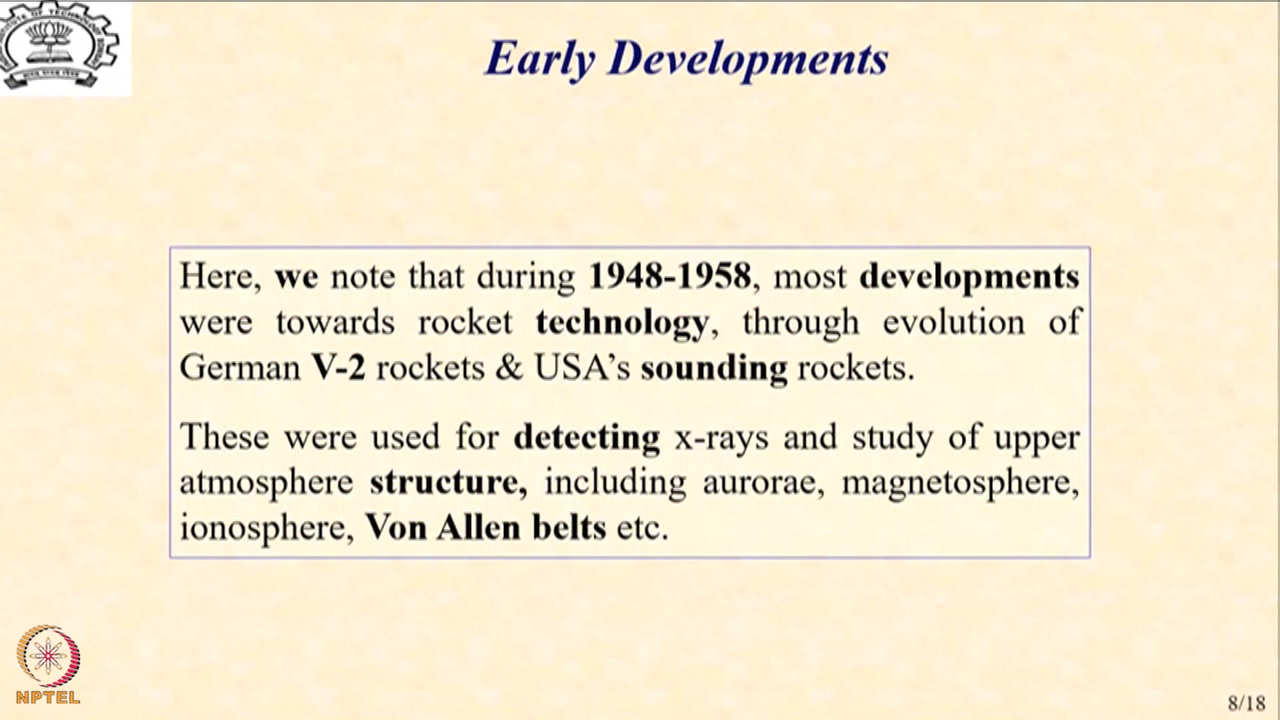 Early Developments
Here, we note that during 1948-1958, most developments
were towards rocket technology, through evolution of
German V-2 rockets & USA’s sounding rockets.
These were used for detecting x-rays and study of upper
atmosphere structure, including aurorae, magnetosphere,
ionosphere, Von Allen belts etc.
NPTEL
8/18